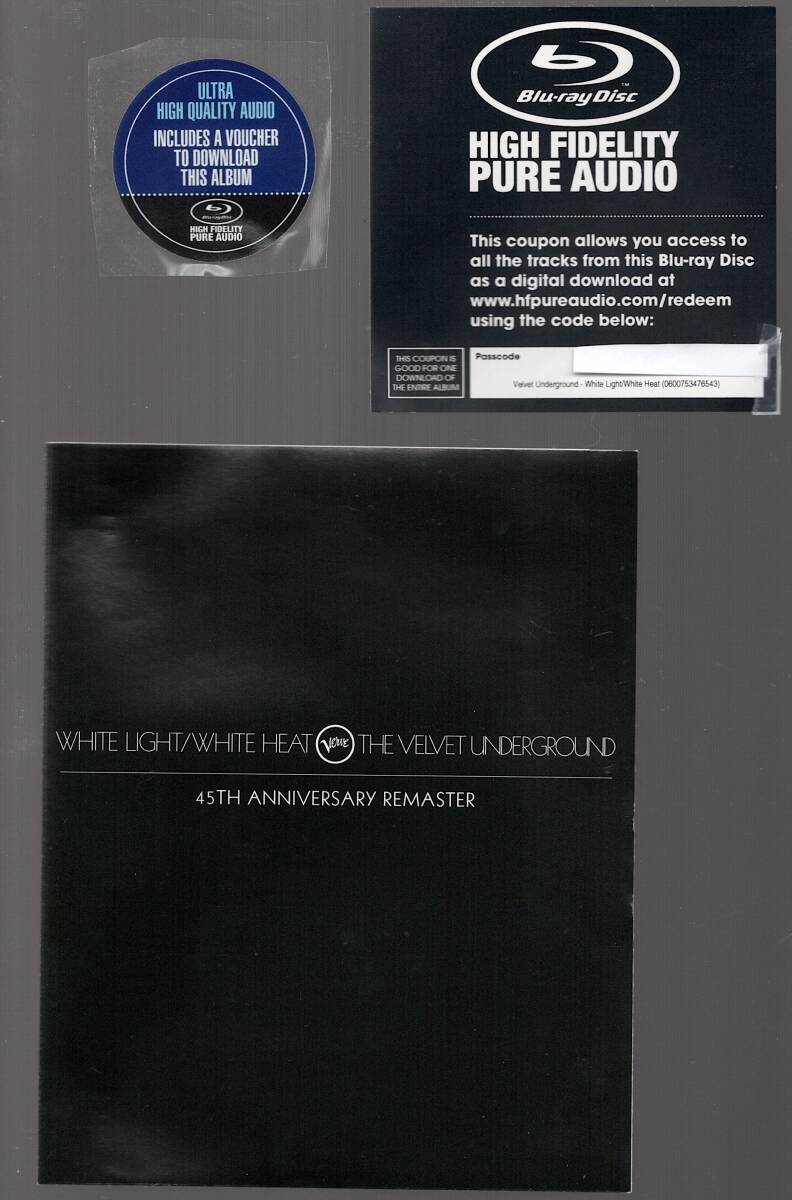 ULTRA
HIGH QUALITY AUDIO
INCLUDES A VOUCHER
TO DOWNLOAD
THIS ALBUM
Blu-ray Disc
HIGH FIDELITY
PURE AUDIO
Blu-ray Disc™
HIGH FIDELITY
PURE AUDIO
This coupon allows you access to
all the tracks from this Blu-ray Disc
as a digital download at
www.hfpureaudio.com/redeem
using the code below:
THIS COUPON IS
GOOD FOR ONE
DOWNLOAD OF
THE ENTIRE ALBUM
Passcode
Velvet Underground - White Light/White Heat (0600753476543)
WHITE LIGHT/WHITE HEAT Verve THE VELVET UNDERGROUND
45TH ANNIVERSARY REMASTER